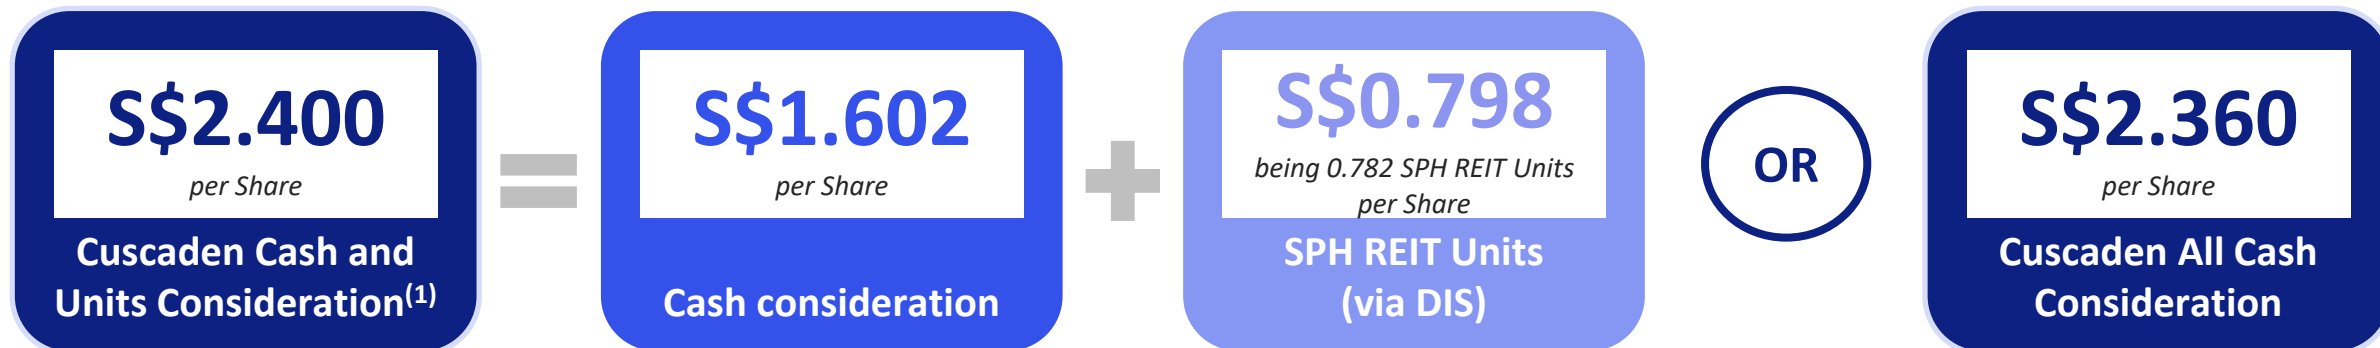 S$2.400
per Share
Cuscaden Cash and
Units Consideration(1)
=
S$1.602
per Share
Cash consideration
+
S$0.798
being 0.782 SPH REIT Units
per Share
SPH REIT Units
(via DIS)
OR
S$2.360
per Share
Cuscaden All Cash
Consideration